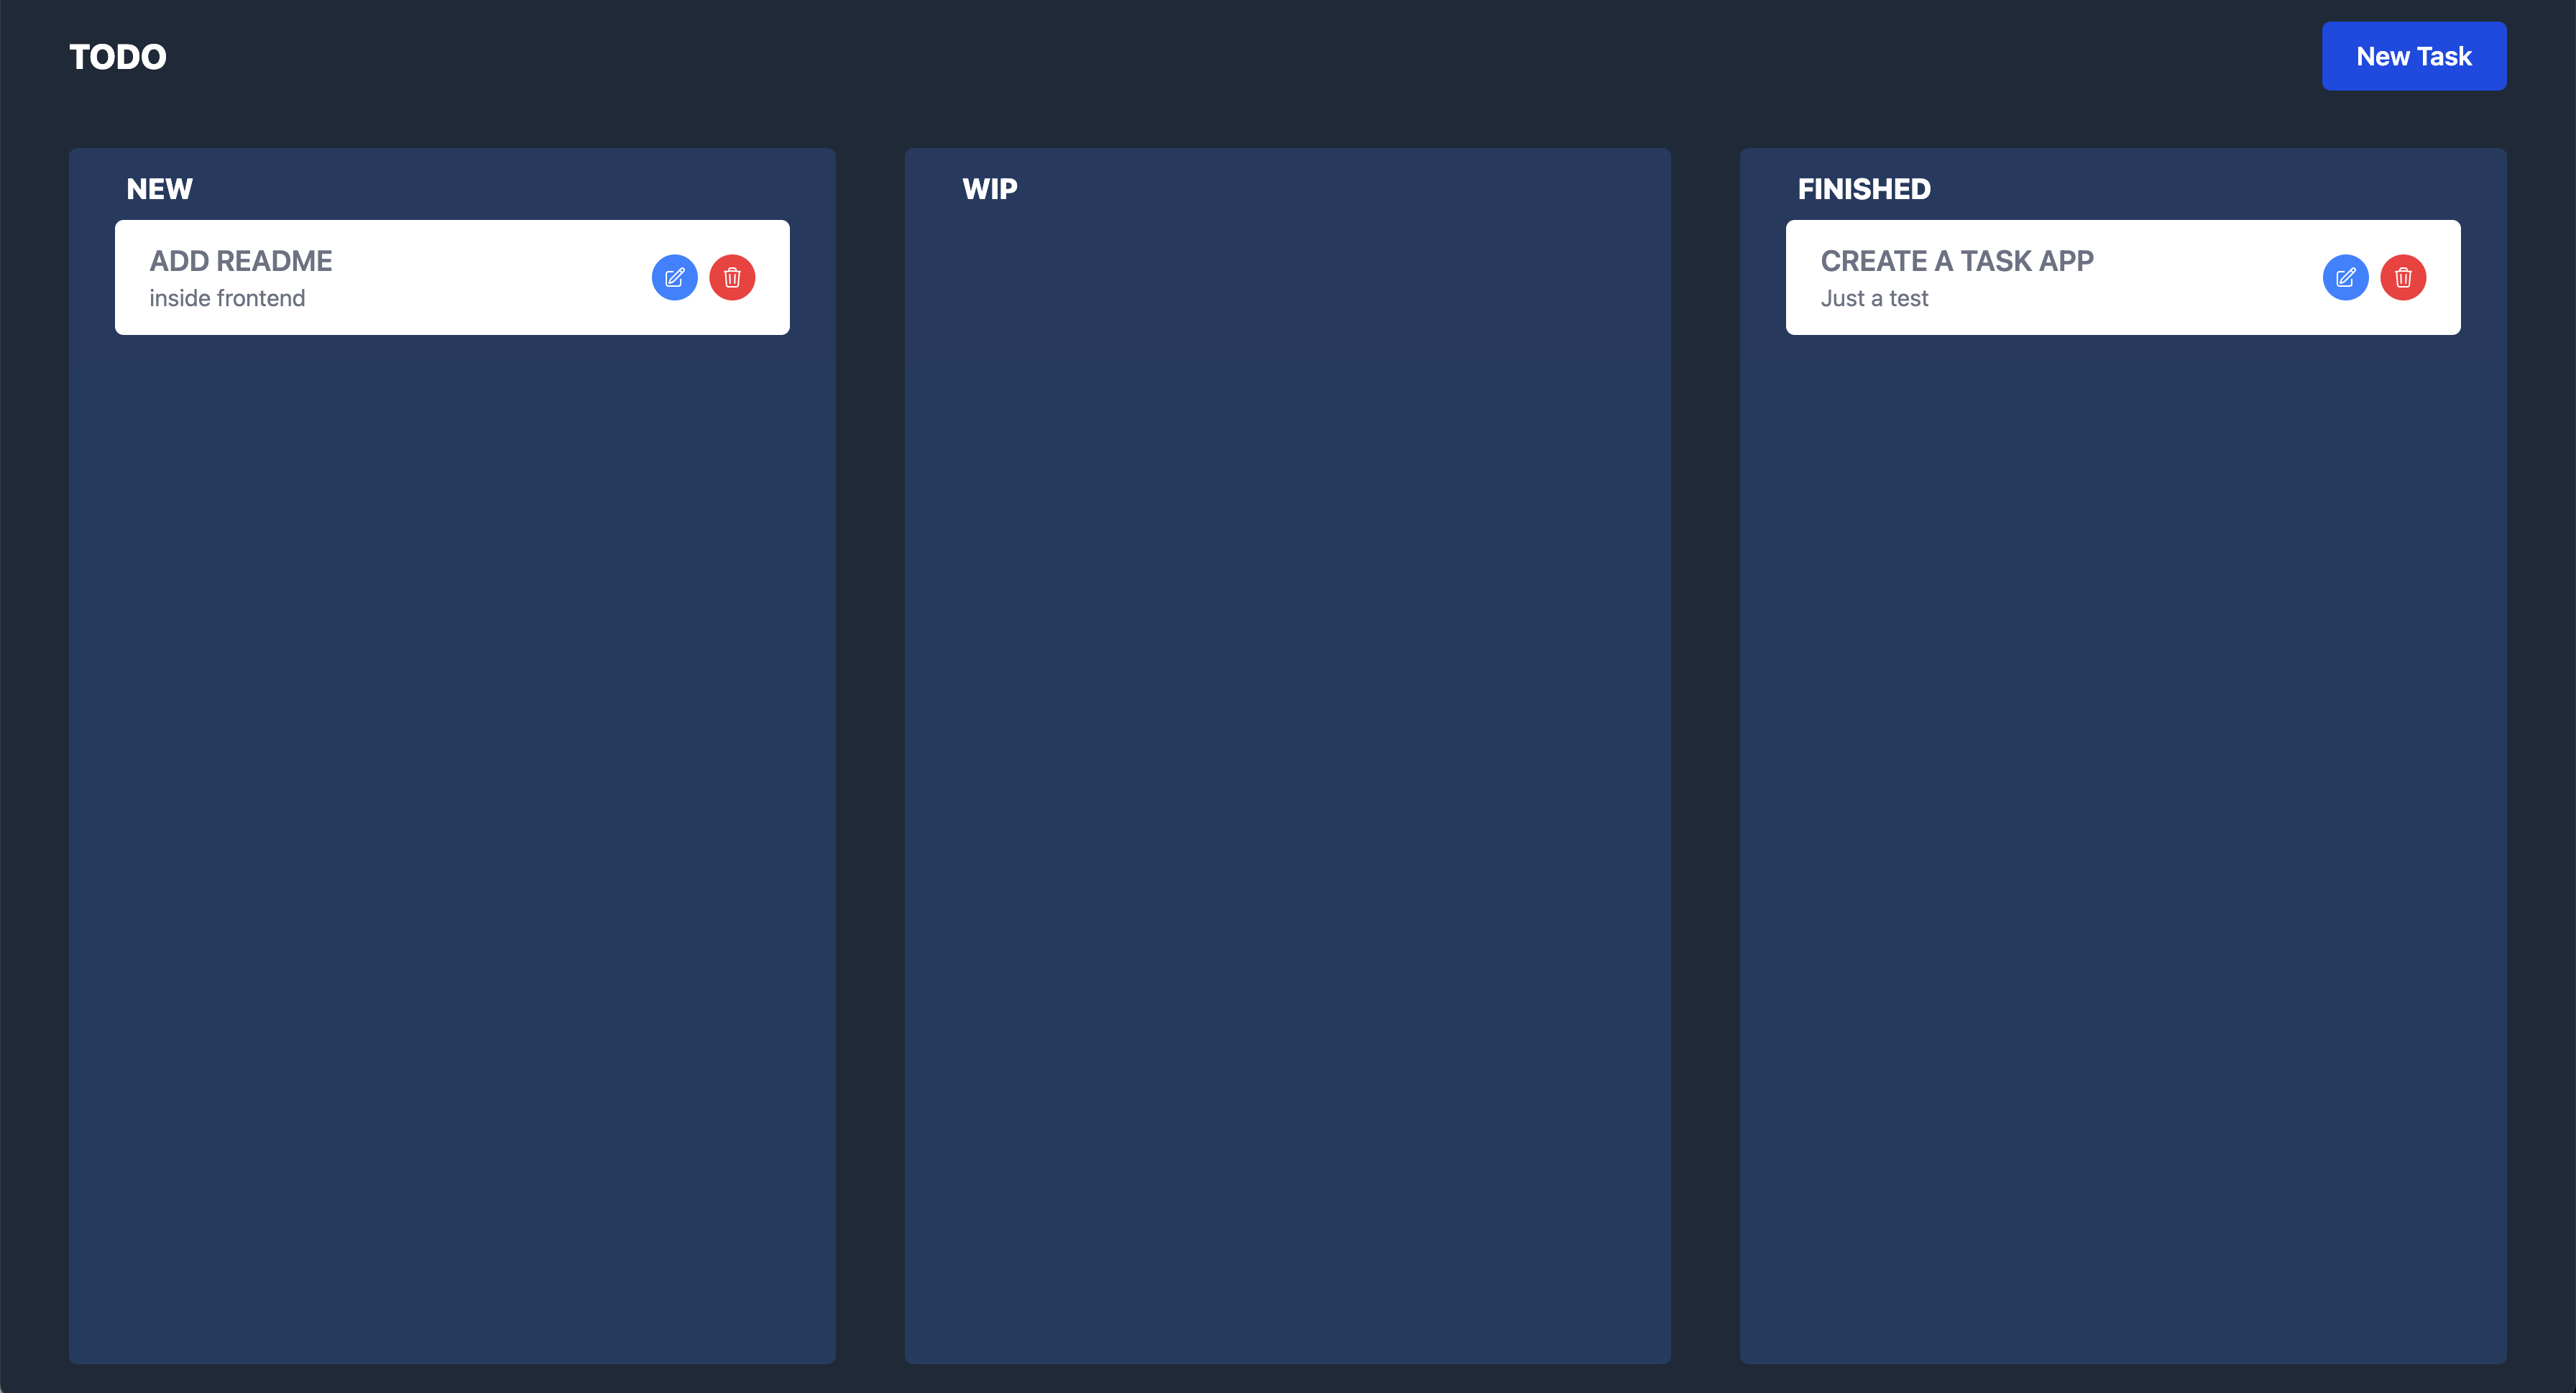 TODO
New Task
NEW
ADD README
inside frontend
WIP
FINISHED
CREATE A TASK APP
Just a test